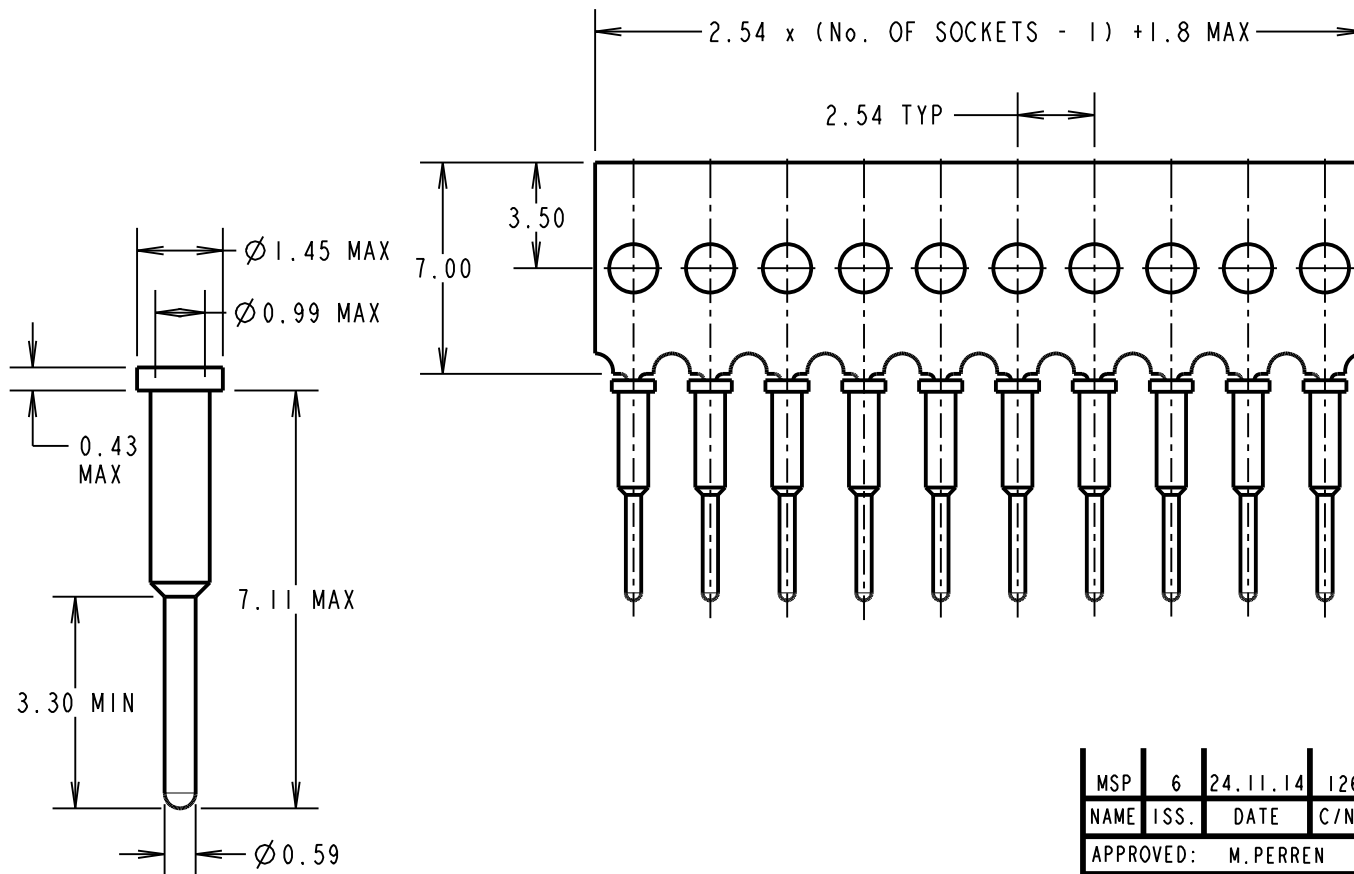 2.54 x (No. OF SOCKETS - 1) +1.8 MAX
2.54 TYP
3.50
7.00
Ø1.45 MAX
Ø0.99 MAX
0.43
MAX
7.11 MAX
3.30 MIN
Ø0.59
MSP 6 24.11.14 126
NAME ISS. DATE C/N
APPROVED: M.PERREN